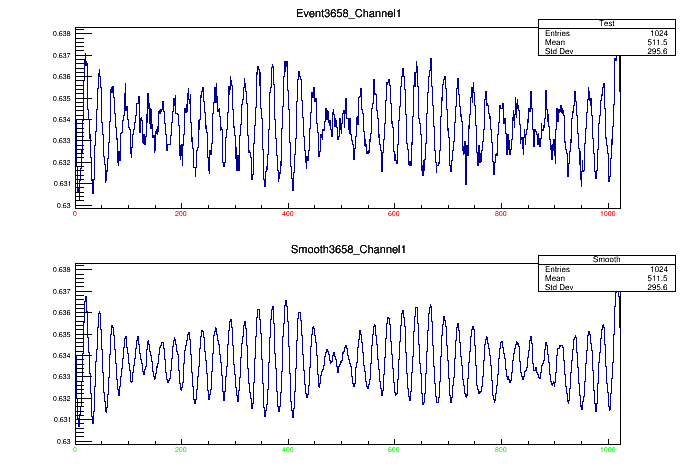 Event3658_Channel1
Test
Entries 1024
Mean 511.5
Std Dev 295.6
0.638
0.637
0.636
0.635
0.634
0.633
0.632
0.631
0.63
0 200 400 600 800 1000
Smooth3658_Channel1
Smooth
Entries 1024
Mean 511.5
Std Dev 295.6
0.638
0.637
0.636
0.635
0.634
0.633
0.632
0.631
0.63
0 200 400 600 800 1000